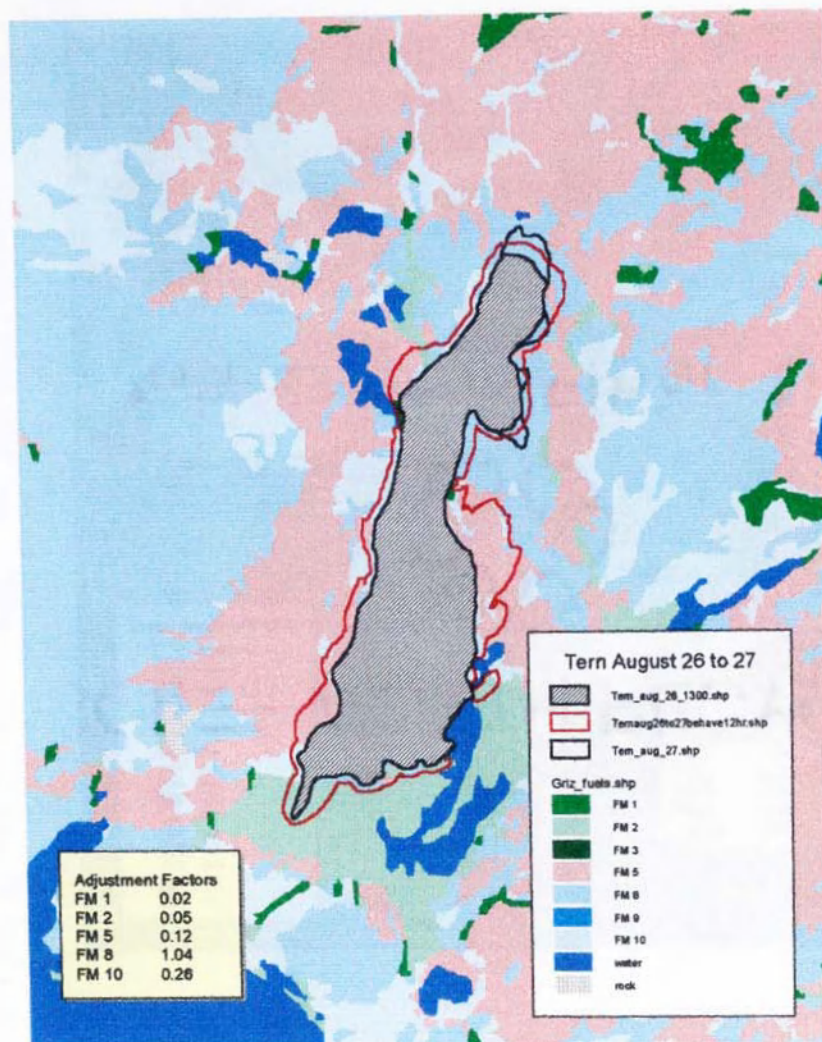 Tern August 26 to 27
Tern_aug_26_1300.shp
Ternaug26to27behave12hr.shp
Tern_aug_27.shp
Griz_fuels.shp
FM 1
FM 2
FM 3
FM 5
FM 8
FM 9
FM 10
water
rock
Adjustment Factors
FM 1 0.02
FM 2 0.05
FM 5 0.12
FM 8 1.04
FM 10 0.26